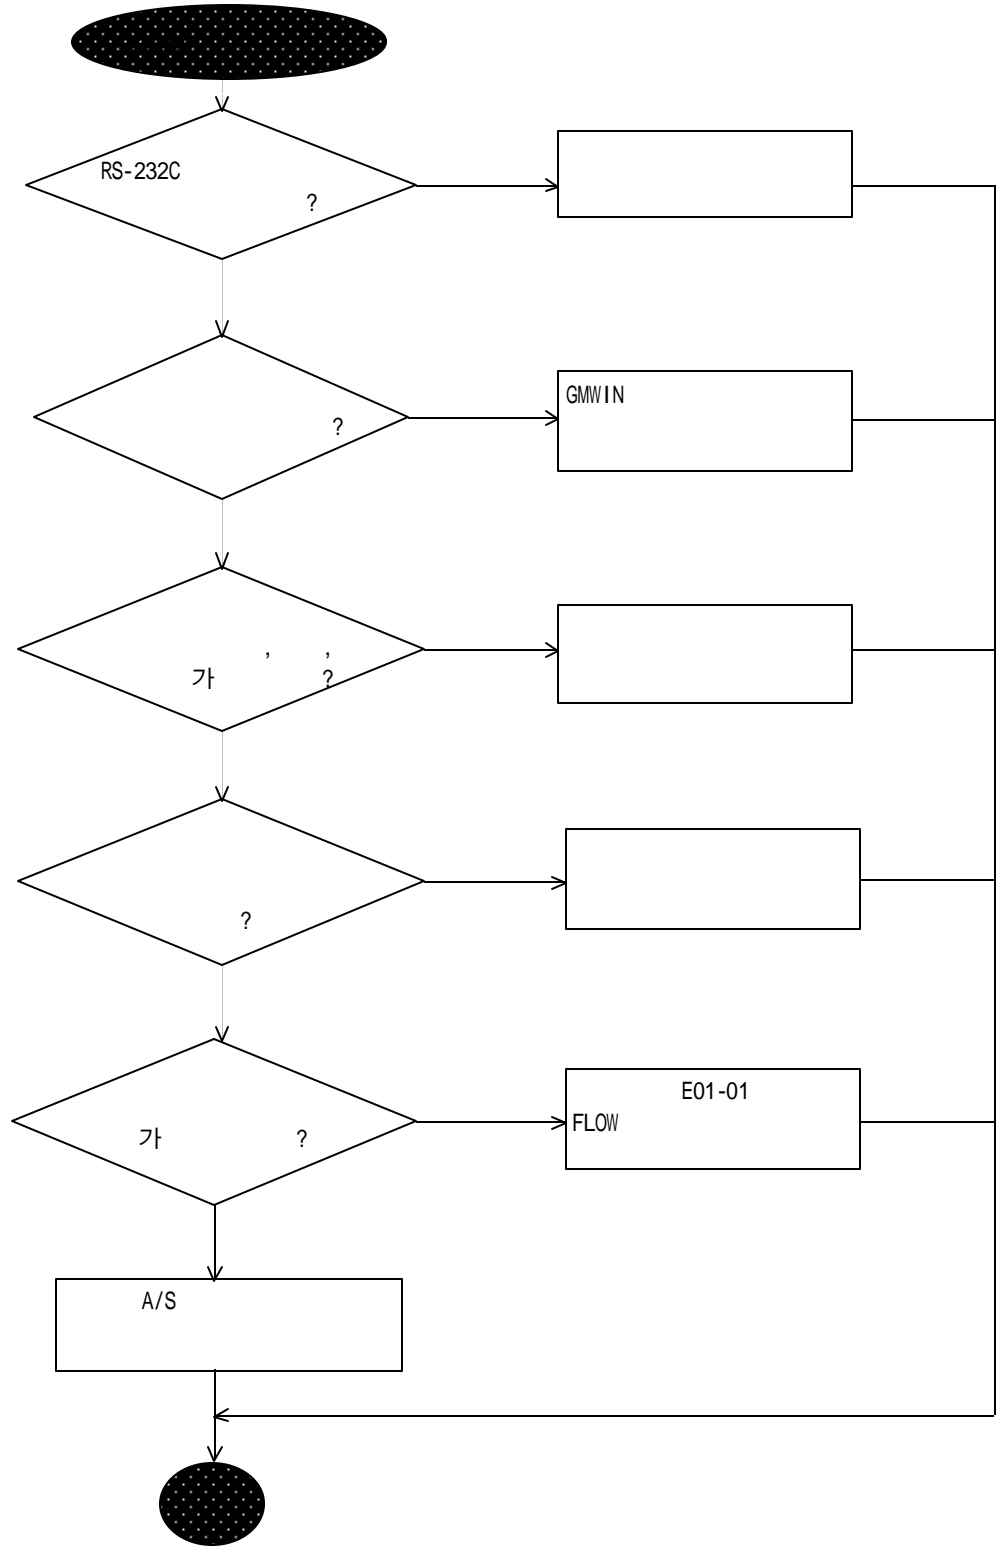 RS-232C
?
?
GMWIN
, ,
가 ?
?
가 ?
E01-01
FLOW
A/S